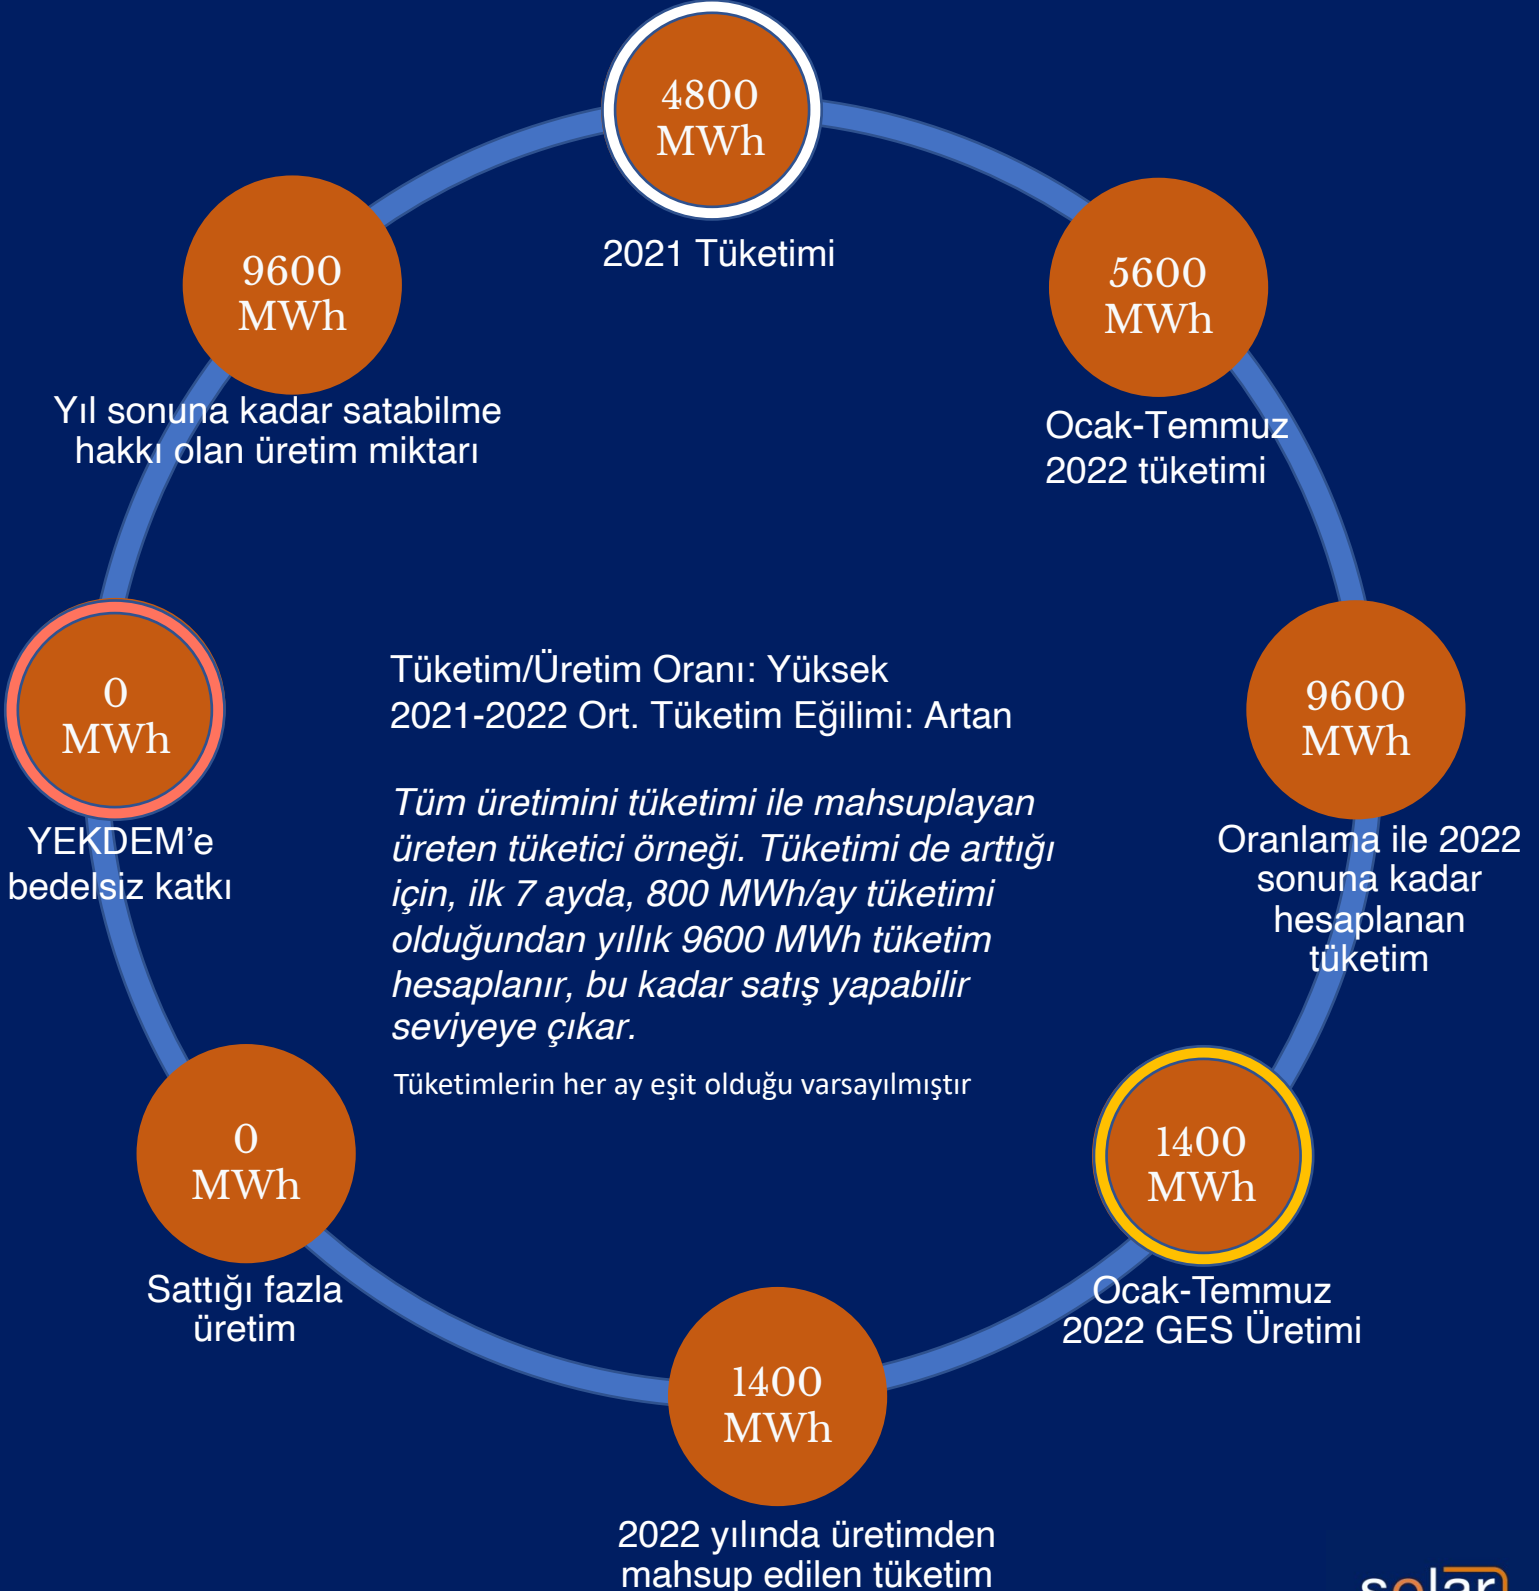 4800
MWh
2021 Tüketimi
5600
MWh
Ocak-Temmuz
2022 tüketimi
9600
MWh
Oranlama ile 2022
sonuna kadar
hesaplanan
tüketim
1400
MWh
Ocak-Temmuz
2022 GES Üretimi
1400
MWh
2022 yılında üretimden
mahsup edilen tüketim
0
MWh
Sattığı fazla
üretim
0
MWh
YEKDEM’e
bedelsiz katkı
9600
MWh
Yıl sonuna kadar satabilme
hakkı olan üretim miktarı
Tüketim/Üretim Oranı: Yüksek
2021-2022 Ort. Tüketim Eğilimi: Artan
Tüm üretimini tüketimi ile mahsuplayan
üreten tüketici örneği. Tüketimi de arttığı
için, ilk 7 ayda, 800 MWh/ay tüketimi
olduğundan yıllık 9600 MWh tüketim
hesaplanır, bu kadar satış yapabilir
seviyeye çıkar.
Tüketimlerin her ay eşit olduğu varsayılmıştır
solar